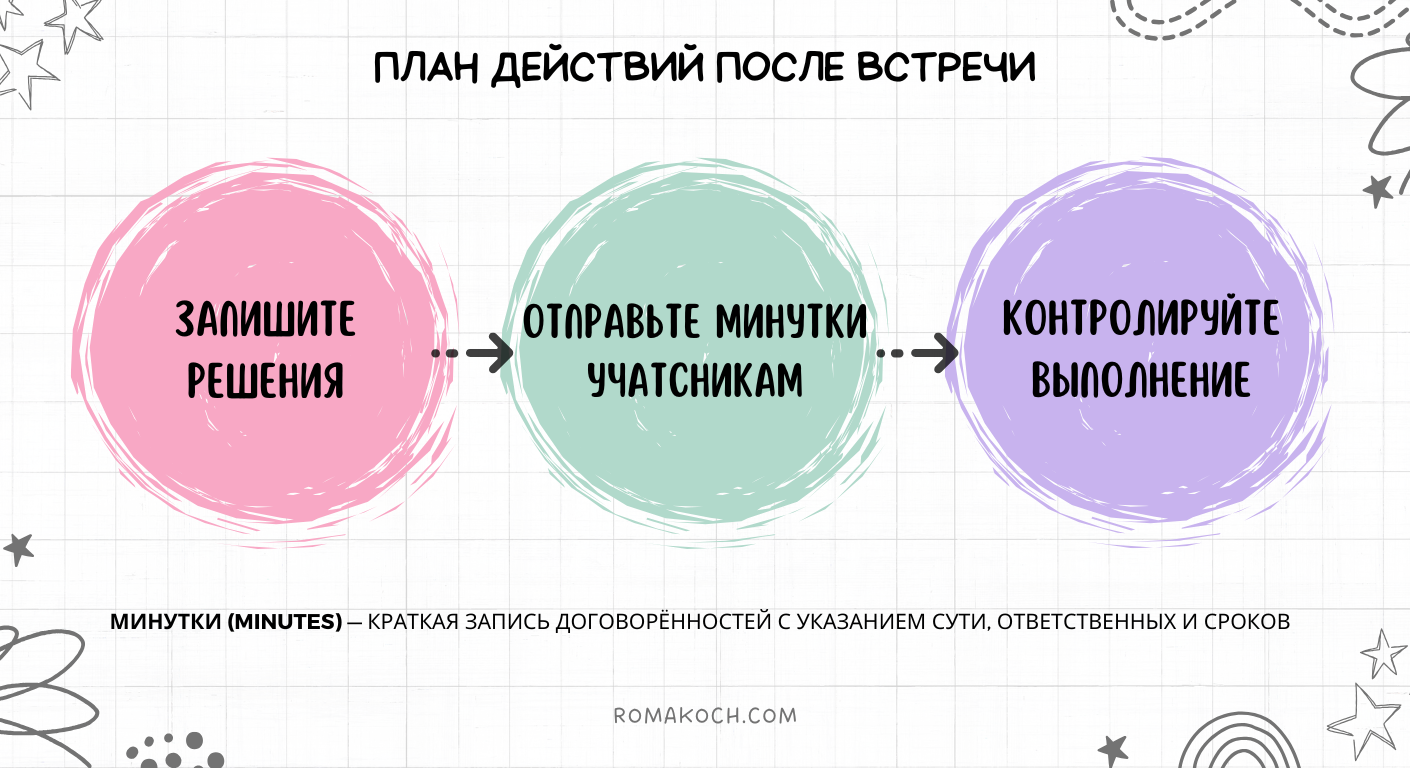 ПЛАН ДЕЙСТВИЙ ПОСЛЕ ВСТРЕЧИ
ЗАПИШИТЕ
РЕШЕНИЯ
ОТПРАВЬТЕ МИНУТКИ
УЧАТСНИКАМ
КОНТРОЛИРУЙТЕ
ВЫПОЛНЕНИЕ
МИНУТКИ (MINUTES) — КРАТКАЯ ЗАПИСЬ ДОГОВОРЁННОСТЕЙ С УКАЗАНИЕМ СУТИ, ОТВЕТСТВЕННЫХ И СРОКОВ
ROMAKOCH.COM